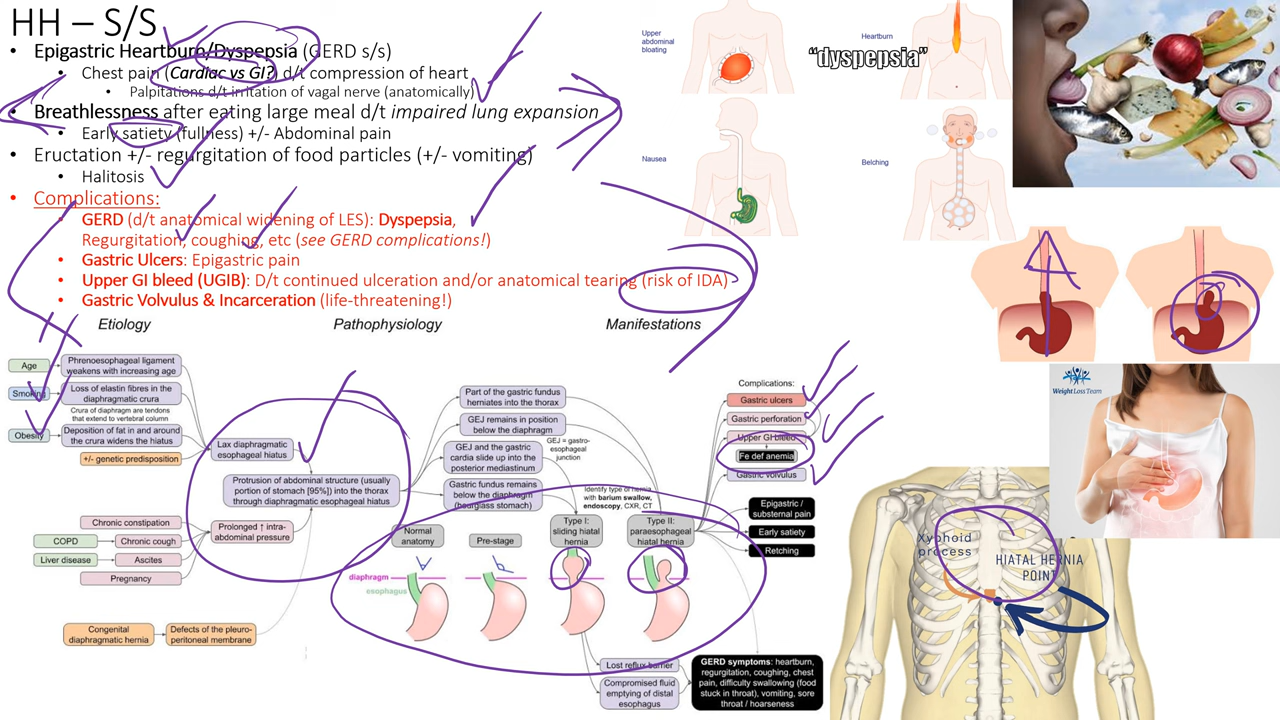 HH – S/S
• Epigastric Heartburn/Dyspepsia (GERD s/s)
• Chest pain (Cardiac vs GI?) d/t compression of heart
• Palpitations d/t irritation of vagal nerve (anatomically)
• Breathlessness after eating large meal d/t impaired lung expansion
• Early satiety (fullness) +/- Abdominal pain
• Eructation +/- regurgitation of food particles (+/- vomiting)
• Halitosis
• Complications:
• GERD (d/t anatomical widening of LES): Dyspepsia,
Regurgitation, coughing, etc (see GERD complications!)
• Gastric Ulcers: Epigastric pain
• Upper GI bleed (UGIB): D/t continued ulceration and/or anatomical tearing (risk of IDA)
• Gastric Volvulus & Incarceration (life-threatening!)
Upper
abdominal
bloating
Heartburn
"dyspepsia"
Nausea
Belching
Etiology
Pathophysiology
Manifestations
Age
Phrenoesophageal ligament
weakens with increasing age
Smoking
Loss of elastin fibres in the
diaphragmatic crura
Crura of diaphragm are tendons
that extend to vertebral column
Obesity
Deposition of fat in and around
the crura widens the hiatus
+/- genetic predisposition
Lax diaphragmatic
esophageal hiatus
Protrusion of abdominal structure (usually
portion of stomach [95%]) into the thorax
through diaphragmatic esophageal hiatus
Chronic constipation
COPD
Chronic cough
Liver disease
Ascites
Pregnancy
Prolonged ↑ intra-
abdominal pressure
Congenital
diaphragmatic hernia
Defects of the pleuro-
peritoneal membrane
Part of the gastric fundus
herniates into the thorax
GEJ remains in position
below the diaphragm
GEJ and the gastric
cardia slide up into the
posterior mediastinum
GEJ = gastro-
esophageal
junction
Gastric fundus remains
below the diaphragm
(hourglass stomach)
Identify type of hernia
with barium swallow,
endoscopy, CXR, CT
Normal
anatomy
Pre-stage
Type I:
sliding hiatal
hernia
Type II:
paraesophageal
hiatal hernia
diaphragm
esophagus
Lost reflux barrier
Compromised fluid
emptying of distal
esophagus
Complications:
Gastric ulcers
Gastric perforation
Upper GI bleed
Fe def anemia
Gastric volvulus
Epigastric /
substernal pain
Early satiety
Retching
GERD symptoms: heartburn,
regurgitation, coughing, chest
pain, difficulty swallowing (food
stuck in throat), vomiting, sore
throat / hoarseness
Weight Loss Team
Xyphoid
process
HIATAL HERNIA
POINT